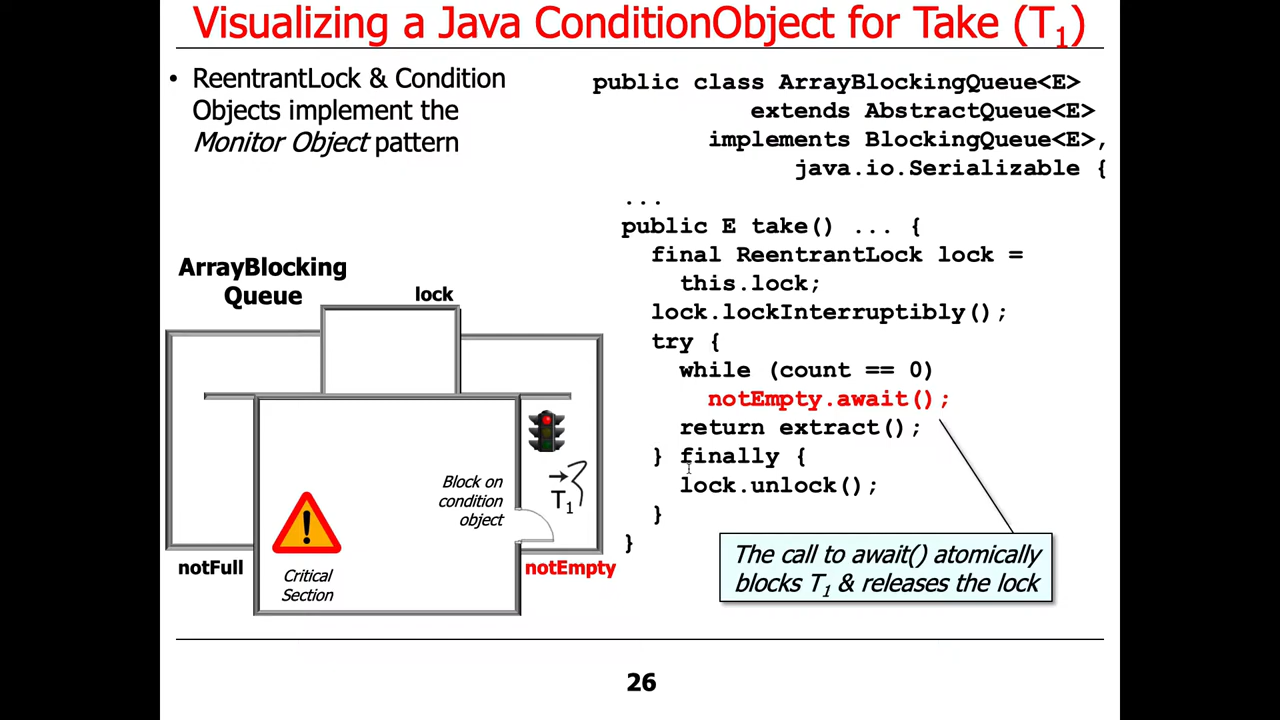 Visualizing a Java ConditionObject for Take (T1)
• ReentrantLock & Condition
Objects implement the
Monitor Object pattern
public class ArrayBlockingQueue<E>
extends AbstractQueue<E>
implements BlockingQueue<E>,
java.io.Serializable {
...
public E take() ... {
final ReentrantLock lock =
this.lock;
lock.lockInterruptibly();
try {
while (count == 0)
notEmpty.await();
return extract();
} finally {
lock.unlock();
}
}
ArrayBlocking
Queue
lock
Block on
condition
object
T1
notFull
Critical
Section
notEmpty
The call to await() atomically
blocks T1 & releases the lock
26